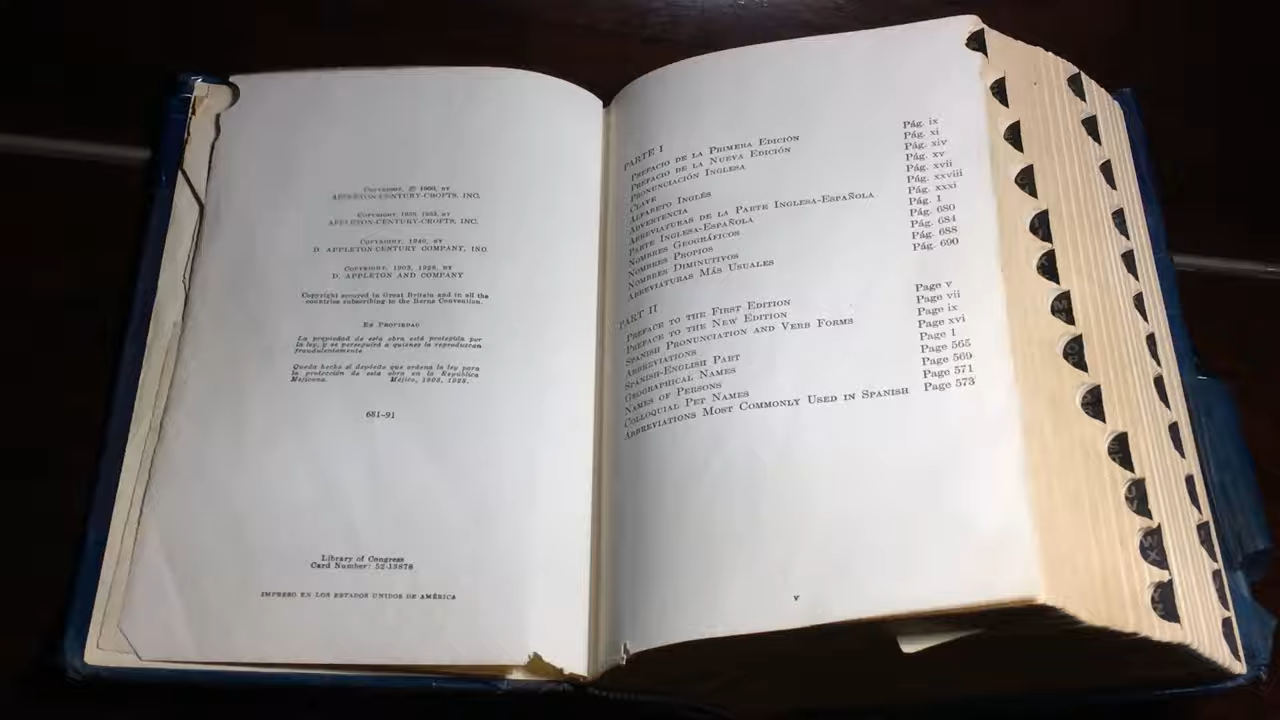 Copyright, © 1960, by
APPLETON-CENTURY-CROFTS, INC.
Copyright 1953, by
APPLETON-CENTURY-CROFTS, INC.
Copyright, 1940, by
D. APPLETON-CENTURY COMPANY, INC.
Copyright, 1903, 1928, by
D. APPLETON AND COMPANY
Copyright secured in Great Britain and in all the
countries subscribing to the Berne Convention.
Es Propiedad
La propiedad de esta obra está protegida por
la ley, y se perseguirá a quienes la reproduzcan
fraudulentamente
Queda hecho el depósito que ordena la ley para
la protección de esta obra en la República
Mejicana. Méjico, 1903, 1928.
681-91
Library of Congress
Card Number: 52-13878
IMPRESO EN LOS ESTADOS UNIDOS DE AMÉRICA
PARTE I
Prefacio de la Primera Edición Pág. ix
Prefacio de la Nueva Edición Pág. xi
Pronunciación Inglesa Pág. xiv
Clave Pág. xv
Alfabeto Inglés Pág. xvii
Advertencia Pág. xxviii
Abreviaturas de la Parte Inglesa-Española Pág. xxxi
Parte Inglesa-Española Pág. 1
Nombres Geográficos Pág. 680
Nombres Propios Pág. 684
Nombres Diminutivos Pág. 688
Abreviaturas Más Usuales Pág. 690
PART II
Preface to the First Edition Page v
Preface to the New Edition Page vii
Spanish Pronunciation and Verb Forms Page ix
Abbreviations Page xvi
Spanish-English Part Page 1
Geographical Names Page 565
Names of Persons Page 569
Colloquial Pet Names Page 571
Abbreviations Most Commonly Used in Spanish Page 573
v
M
UV
WX
YZ